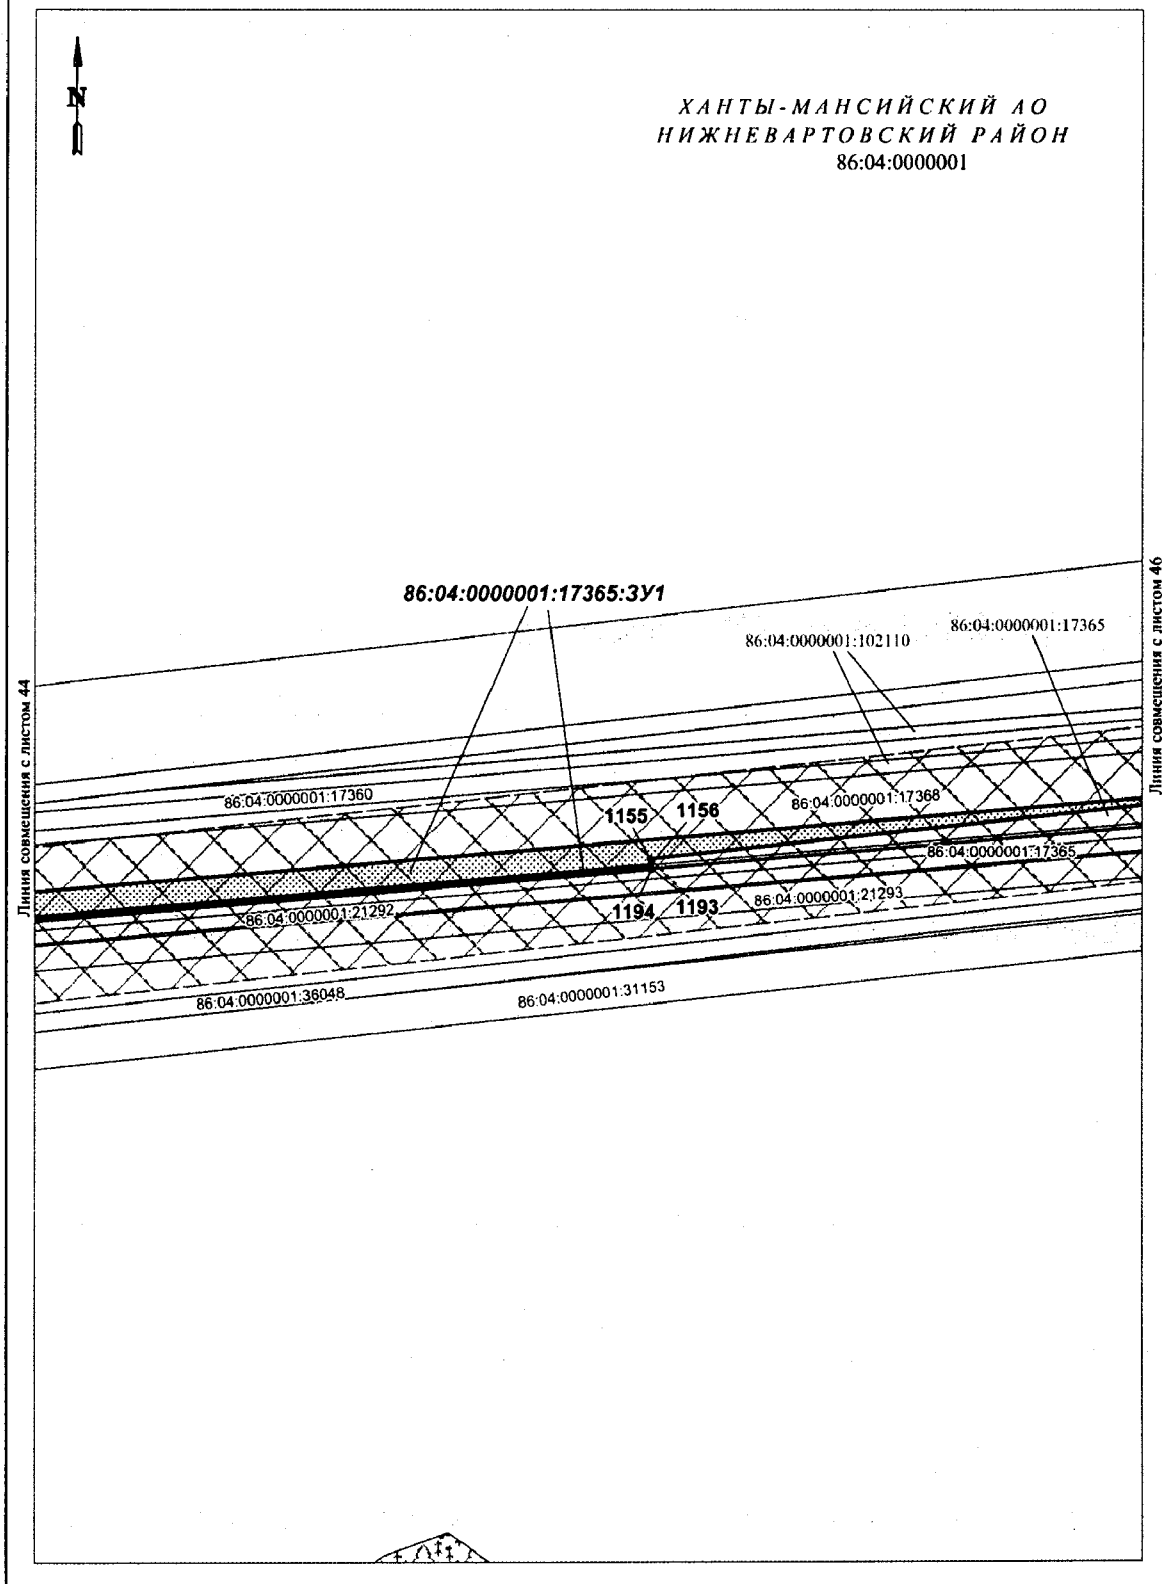 N
ХАНТЫ-МАНСИЙСКИЙ АО
НИЖНЕВАРТОВСКИЙ РАЙОН
86:04:0000001
86:04:0000001:17365:ЗУ1
86:04:0000001:102110
86:04:0000001:17365
Линия совмещения с листом 44
Линия совмещения с листом 46
86:04:0000001:17360
1155
1156
86:04:0000001:17368
86:04:0000001:17365
86:04:0000001:21292
1194
1193
86:04:0000001:21293
86:04:0000001:36048
86:04:0000001:31153